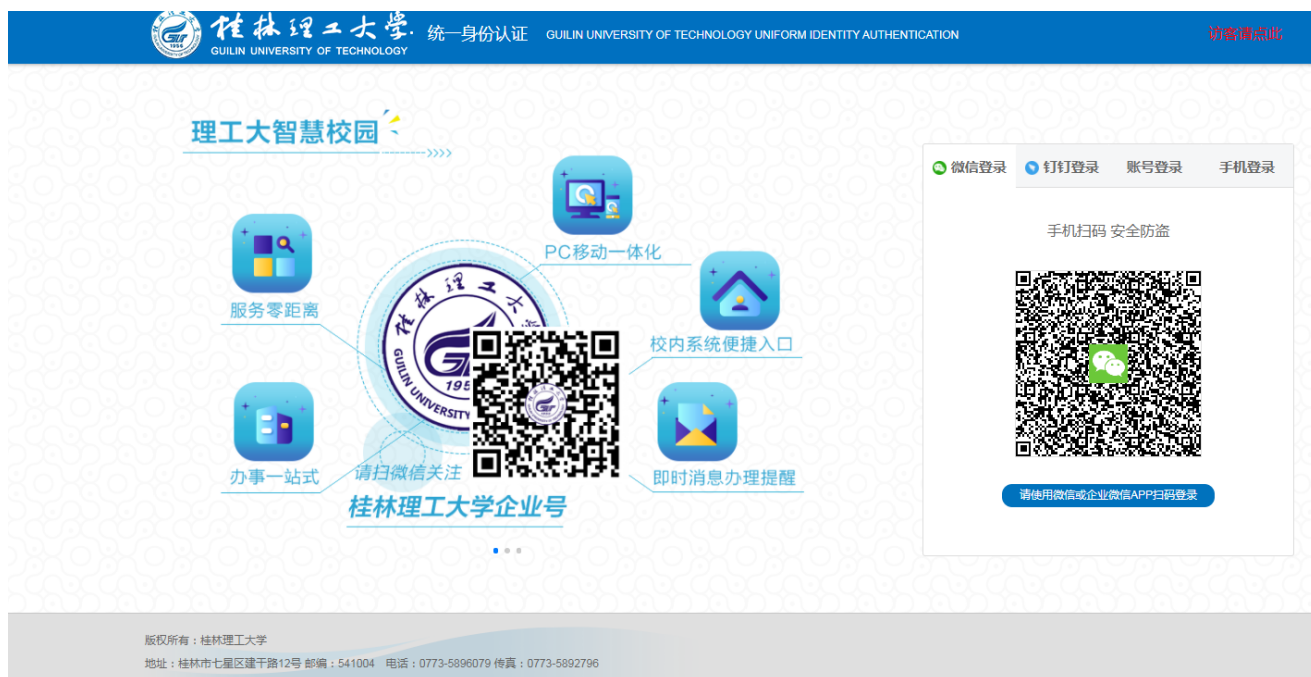 桂林理工大学
GUILIN UNIVERSITY OF TECHNOLOGY
统一身份认证 GUILIN UNIVERSITY OF TECHNOLOGY UNIFORM IDENTITY AUTHENTICATION
访客请点此
理工大智慧校园
>>>>
PC移动一体化
服务零距离
校内系统便捷入口
办事一站式
即时消息办理提醒
请扫微信关注
桂林理工大学企业号
微信登录 钉钉登录 账号登录 手机登录
手机扫码 安全防盗
请使用微信或企业微信APP扫码登录
版权所有：桂林理工大学
地址：桂林市七星区建干路12号 邮编：541004 电话：0773-5896079 传真：0773-5892796